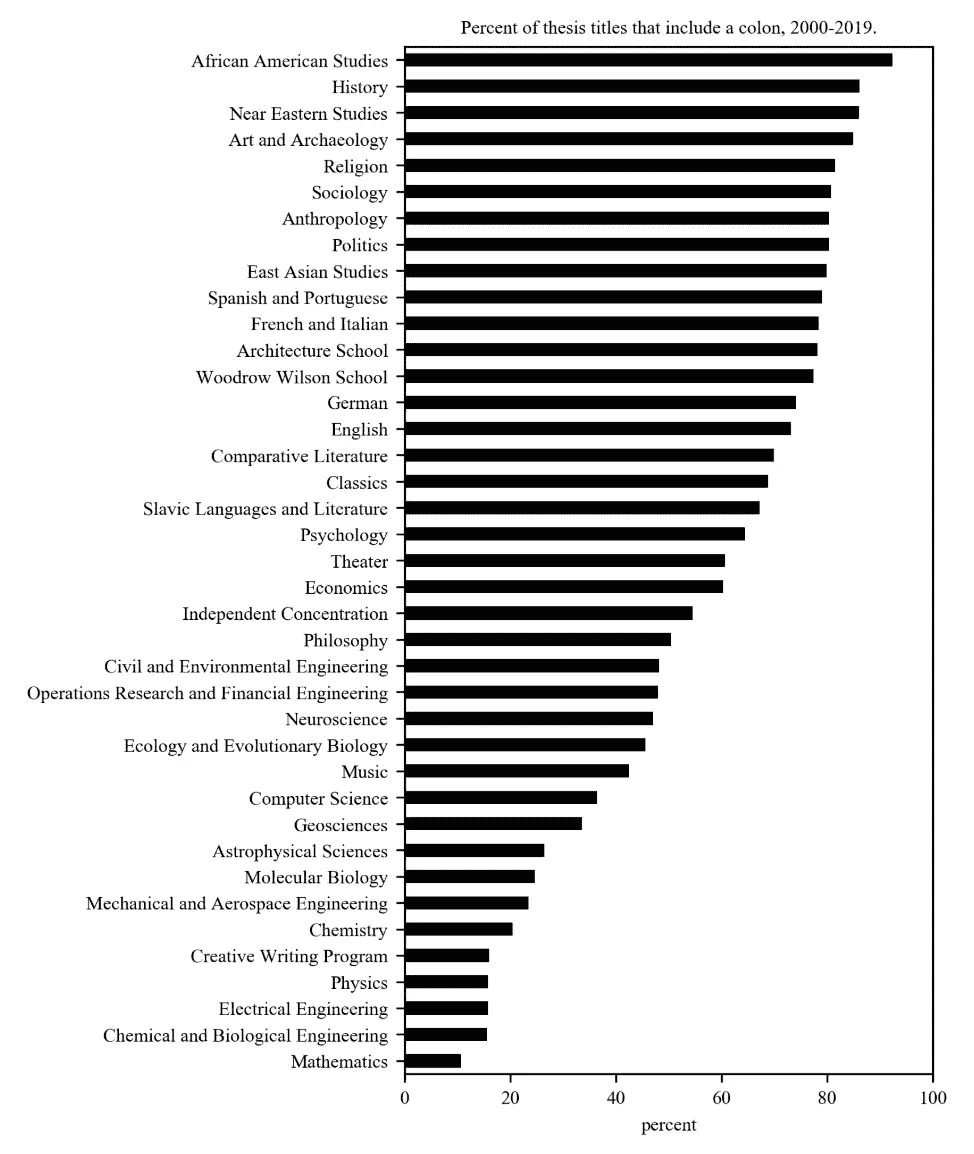 Percent of thesis titles that include a colon, 2000-2019.
African American Studies
History
Near Eastern Studies
Art and Archaeology
Religion
Sociology
Anthropology
Politics
East Asian Studies
Spanish and Portuguese
French and Italian
Architecture School
Woodrow Wilson School
German
English
Comparative Literature
Classics
Slavic Languages and Literature
Psychology
Theater
Economics
Independent Concentration
Philosophy
Civil and Environmental Engineering
Operations Research and Financial Engineering
Neuroscience
Ecology and Evolutionary Biology
Music
Computer Science
Geosciences
Astrophysical Sciences
Molecular Biology
Mechanical and Aerospace Engineering
Chemistry
Creative Writing Program
Physics
Electrical Engineering
Chemical and Biological Engineering
Mathematics
0 20 40 60 80 100
percent